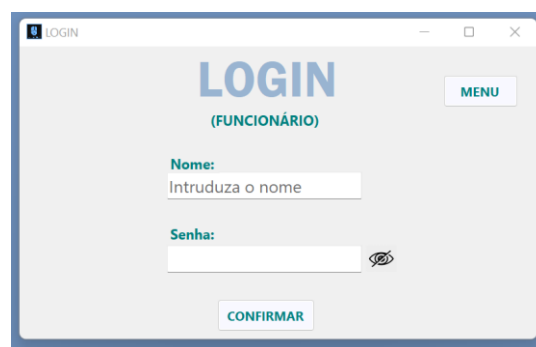 LOGIN
LOGIN
MENU
(FUNCIONÁRIO)
Nome:
Intruduza o nome
Senha:
CONFIRMAR